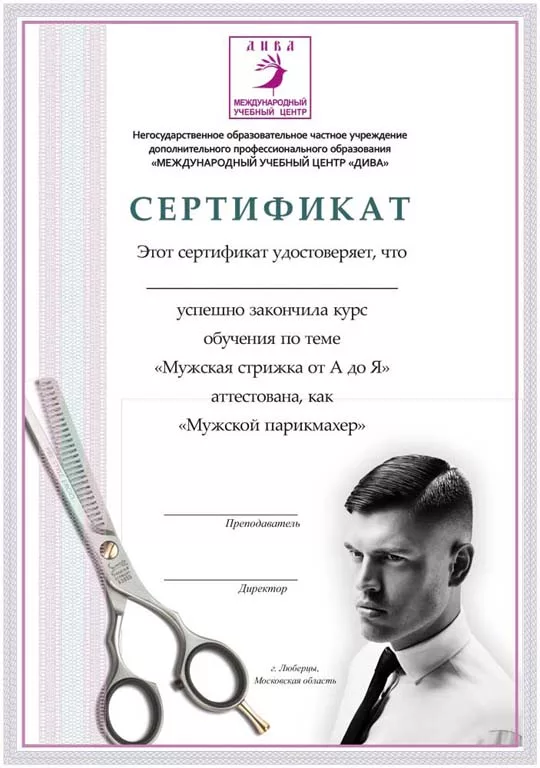 ДИВА
МЕЖДУНАРОДНЫЙ
УЧЕБНЫЙ ЦЕНТР
Негосударственное образовательное частное учреждение
дополнительного профессионального образования
«МЕЖДУНАРОДНЫЙ УЧЕБНЫЙ ЦЕНТР «ДИВА»
СЕРТИФИКАТ
Этот сертификат удостоверяет, что
успешно закончила курс
обучения по теме
«Мужская стрижка от А до Я»
аттестована, как
«Мужской парикмахер»
Преподаватель
Директор
г. Люберцы,
Московская область